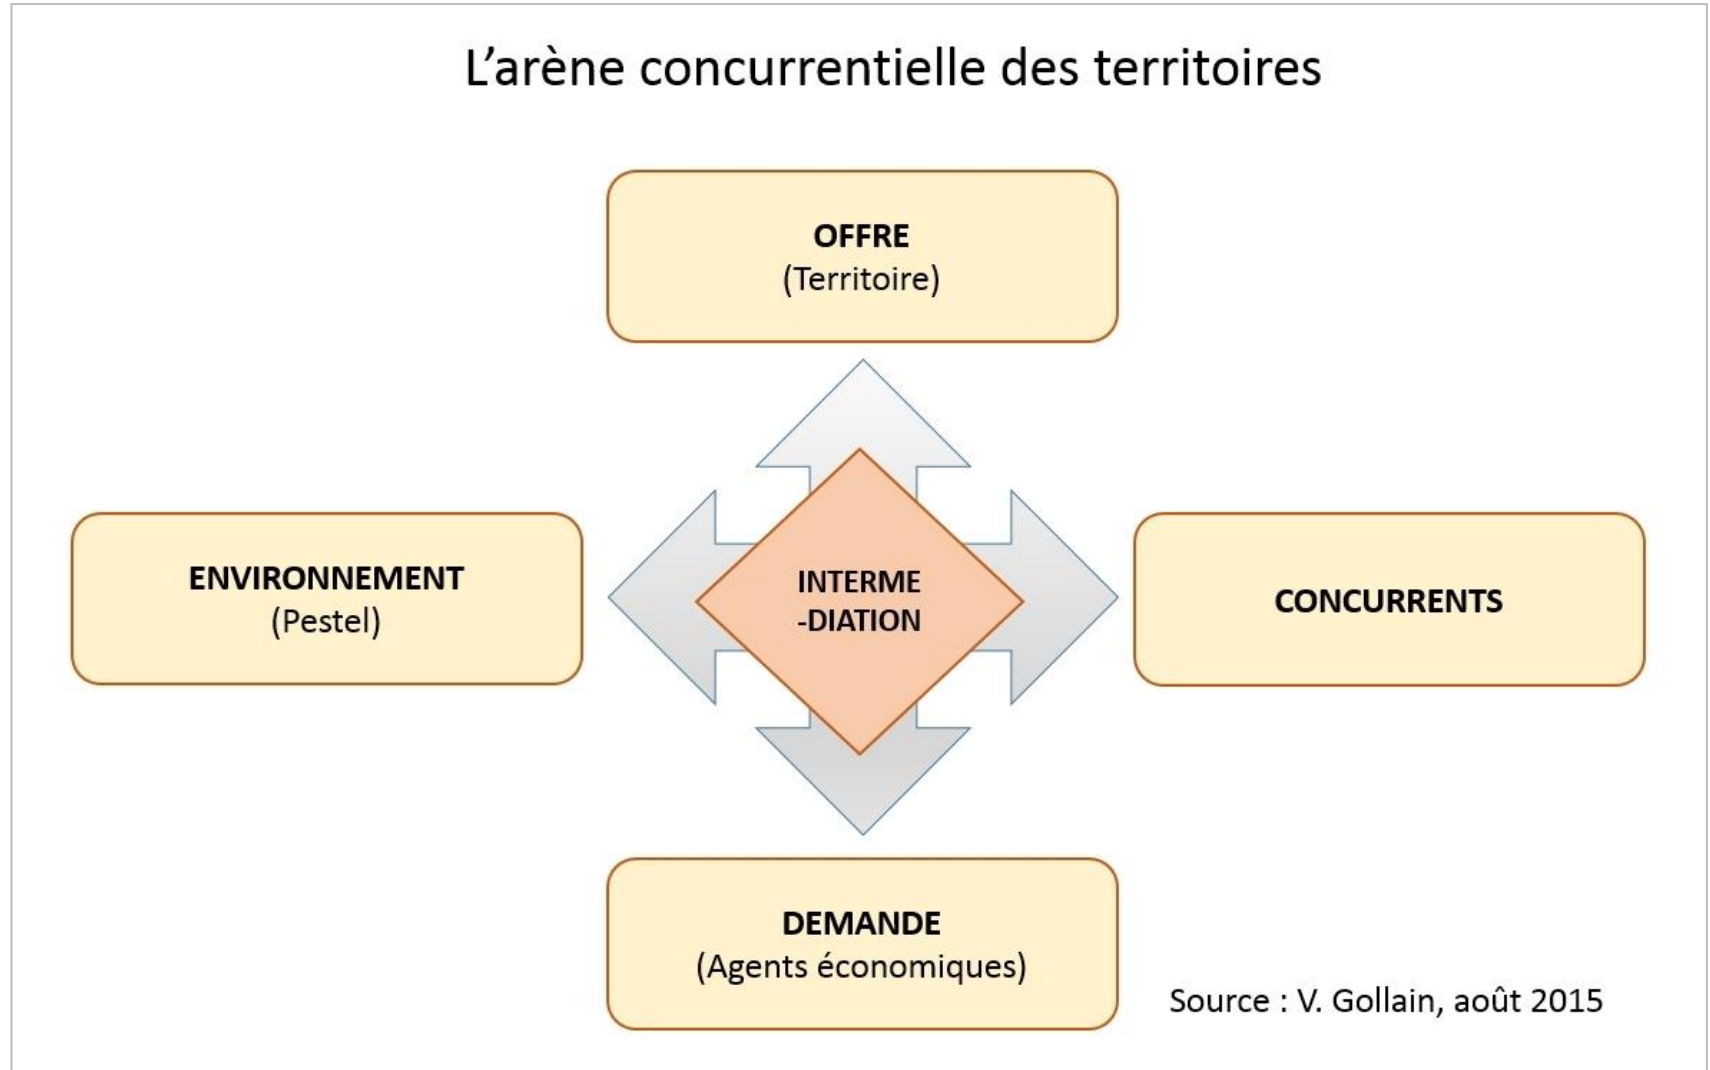 L’arène concurrentielle des territoires
OFFRE
(Territoire)
ENVIRONNEMENT
(Pestel)
INTERME
-DIATION
CONCURRENTS
DEMANDE
(Agents économiques)
Source : V. Gollain, août 2015